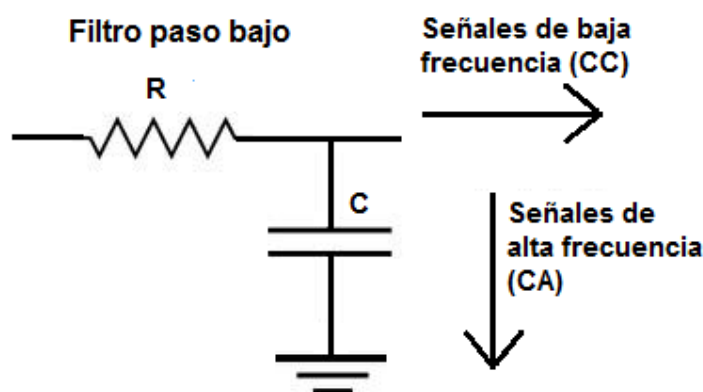 Filtro paso bajo
R
C
Señales de baja
frecuencia (CC)
Señales de
alta frecuencia
(CA)